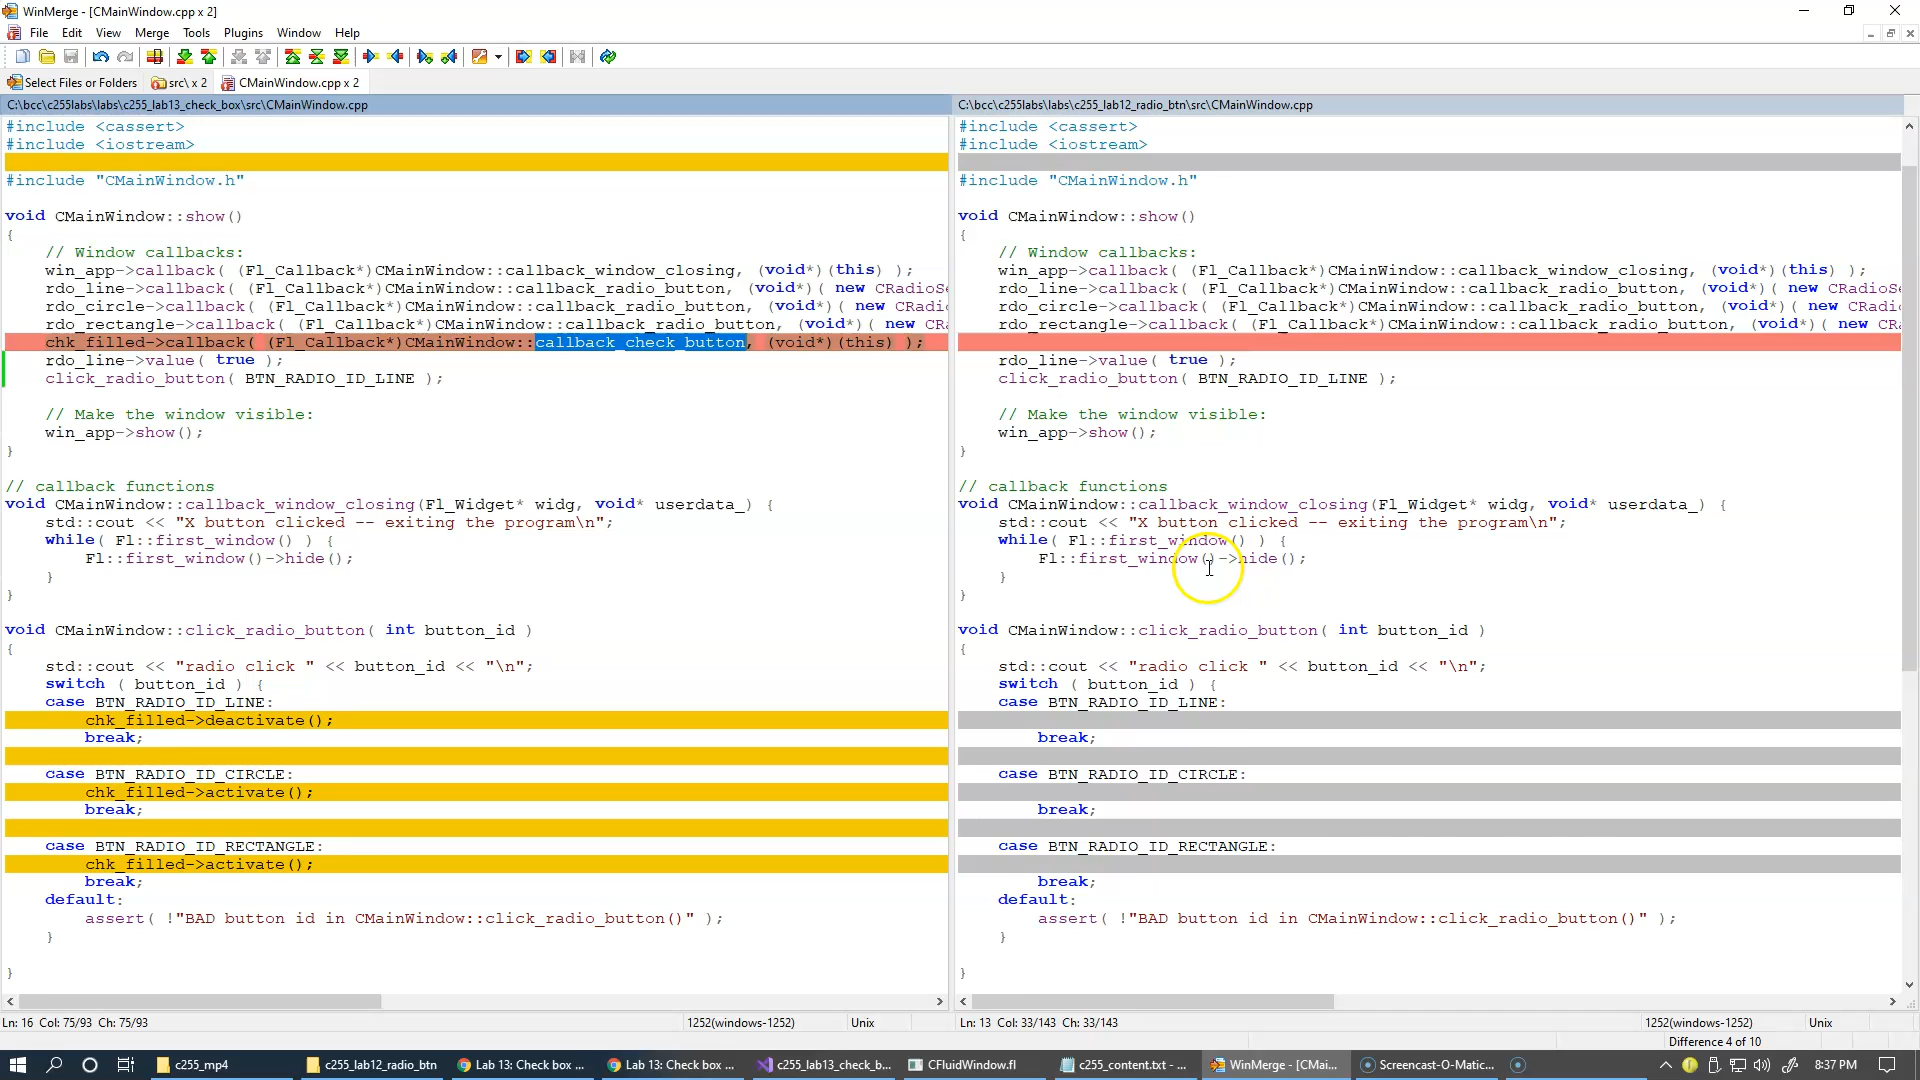 WinMerge - [CMainWindow.cpp x 2]
File Edit View Merge Tools Plugins Window Help
Select Files or Folders src\ x 2 CMainWindow.cpp x 2
C:\bcc\c255labs\labs\c255_lab13_check_box\src\CMainWindow.cpp
#include <cassert>
#include <iostream>
#include "CMainWindow.h"
void CMainWindow::show()
{
// Window callbacks:
win_app->callback( (Fl_Callback*)CMainWindow::callback_window_closing, (void*)(this) );
rdo_line->callback( (Fl_Callback*)CMainWindow::callback_radio_button, (void*)( new CRadioSe
rdo_circle->callback( (Fl_Callback*)CMainWindow::callback_radio_button, (void*)( new CRadio
rdo_rectangle->callback( (Fl_Callback*)CMainWindow::callback_radio_button, (void*)( new CRa
chk_filled->callback( (Fl_Callback*)CMainWindow::callback_check_button, (void*)(this) );
rdo_line->value( true );
click_radio_button( BTN_RADIO_ID_LINE );
// Make the window visible:
win_app->show();
}
// callback functions
void CMainWindow::callback_window_closing(Fl_Widget* widg, void* userdata_) {
std::cout << "X button clicked -- exiting the program\n";
while( Fl::first_window() ) {
Fl::first_window()->hide();
}
}
void CMainWindow::click_radio_button( int button_id )
{
std::cout << "radio click " << button_id << "\n";
switch ( button_id ) {
case BTN_RADIO_ID_LINE:
chk_filled->deactivate();
break;
case BTN_RADIO_ID_CIRCLE:
chk_filled->activate();
break;
case BTN_RADIO_ID_RECTANGLE:
chk_filled->activate();
break;
default:
assert( !"BAD button id in CMainWindow::click_radio_button()" );
}
}
Ln: 16 Col: 75/93 Ch: 75/93 1252(windows-1252) Unix
C:\bcc\c255labs\labs\c255_lab12_radio_btn\src\CMainWindow.cpp
#include <cassert>
#include <iostream>
#include "CMainWindow.h"
void CMainWindow::show()
{
// Window callbacks:
win_app->callback( (Fl_Callback*)CMainWindow::callback_window_closing, (void*)(this) );
rdo_line->callback( (Fl_Callback*)CMainWindow::callback_radio_button, (void*)( new CRadioSe
rdo_circle->callback( (Fl_Callback*)CMainWindow::callback_radio_button, (void*)( new CRadio
rdo_rectangle->callback( (Fl_Callback*)CMainWindow::callback_radio_button, (void*)( new CRa
rdo_line->value( true );
click_radio_button( BTN_RADIO_ID_LINE );
// Make the window visible:
win_app->show();
}
// callback functions
void CMainWindow::callback_window_closing(Fl_Widget* widg, void* userdata_) {
std::cout << "X button clicked -- exiting the program\n";
while( Fl::first_window() ) {
Fl::first_window()->hide();
}
}
void CMainWindow::click_radio_button( int button_id )
{
std::cout << "radio click " << button_id << "\n";
switch ( button_id ) {
case BTN_RADIO_ID_LINE:
break;
case BTN_RADIO_ID_CIRCLE:
break;
case BTN_RADIO_ID_RECTANGLE:
break;
default:
assert( !"BAD button id in CMainWindow::click_radio_button()" );
}
}
Ln: 13 Col: 33/143 Ch: 33/143 1252(windows-1252) Unix
Difference 4 of 10
c255_mp4 c255_lab12_radio_btn Lab 13: Check box ... Lab 13: Check box ... c255_lab13_check_b... CFluidWindow.fl c255_content.txt - ... WinMerge - [CMai... Screencast-O-Matic... 8:37 PM